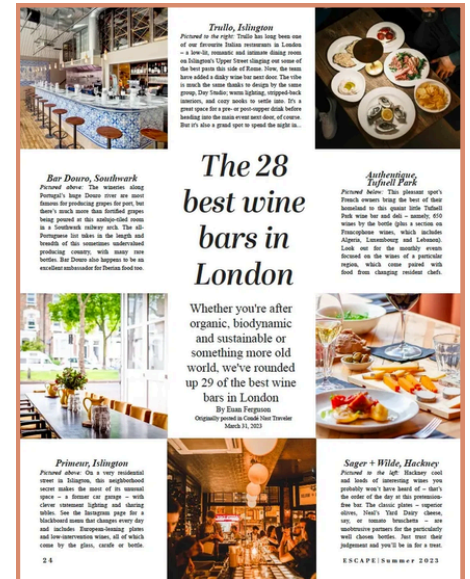 Trullo, Islington
Pictured to the right: Trullo has long been one
of our favourite Italian restaurants in London
– a low-lit, romantic and intimate dining room
on Islington's Upper Street slinging out some of
the best pasta this side of Rome. Now, the team
have added a dinky wine bar next door. The vibe
is much the same thanks to design by the same
group, Day Studio; warm lighting, stripped-back
interiors, and cozy nooks to settle into. It's a
great space for a pre- or post-supper drink before
heading into the main event next door, of course.
But it's also a grand spot to spend the night in...
Bar Douro, Southwark
Pictured above: The wineries along
Portugal's huge Douro river are most
famous for producing grapes for port, but
there's much more than fortified grapes
being poured at this azulejo-tiled room
in a Southwark railway arch. The all-
Portuguese list takes in the length and
breadth of this sometimes undervalued
producing country, with many rare
bottles. Bar Douro also happens to be an
excellent ambassador for Iberian food too.
The 28
best wine
bars in
London
Whether you're after
organic, biodynamic
and sustainable or
something more old
world, we've rounded
up 29 of the best wine
bars in London
By Euan Ferguson
Originally posted in Condé Nast Traveler
March 31, 2023
Authentique,
Tufnell Park
Pictured below: This pleasant spot's
French owners bring the best of their
homeland to this quaint little Tufnell
Park wine bar and deli – namely, 650
wines by the bottle (plus a section on
Francophone wines, which includes
Algeria, Luxembourg and Lebanon).
Look out for the monthly events
focused on the wines of a particular
region, which come paired with
food from changing resident chefs.
Primeur, Islington
Pictured above: On a very residential
street in Islington, this neighborhood
secret makes the most of its unusual
space – a former car garage – with
clever statement lighting and sharing
tables. See the Instagram page for a
blackboard menu that changes every day
and includes European-leaning plates
and low-intervention wines, all of which
come by the glass, carafe or bottle.
Sager + Wilde, Hackney
Pictured to the left: Hackney cool
and loads of interesting wines you
probably won't have heard of – that's
the order of the day at this pretension-
free bar. The classic plates – superior
olives, Neal's Yard Dairy cheese,
say, or tomato bruschetta – are
unobtrusive partners for the particularly
well chosen bottles. Just trust their
judgement and you'll be in for a treat.
24
ESCAPE|Summer 2023